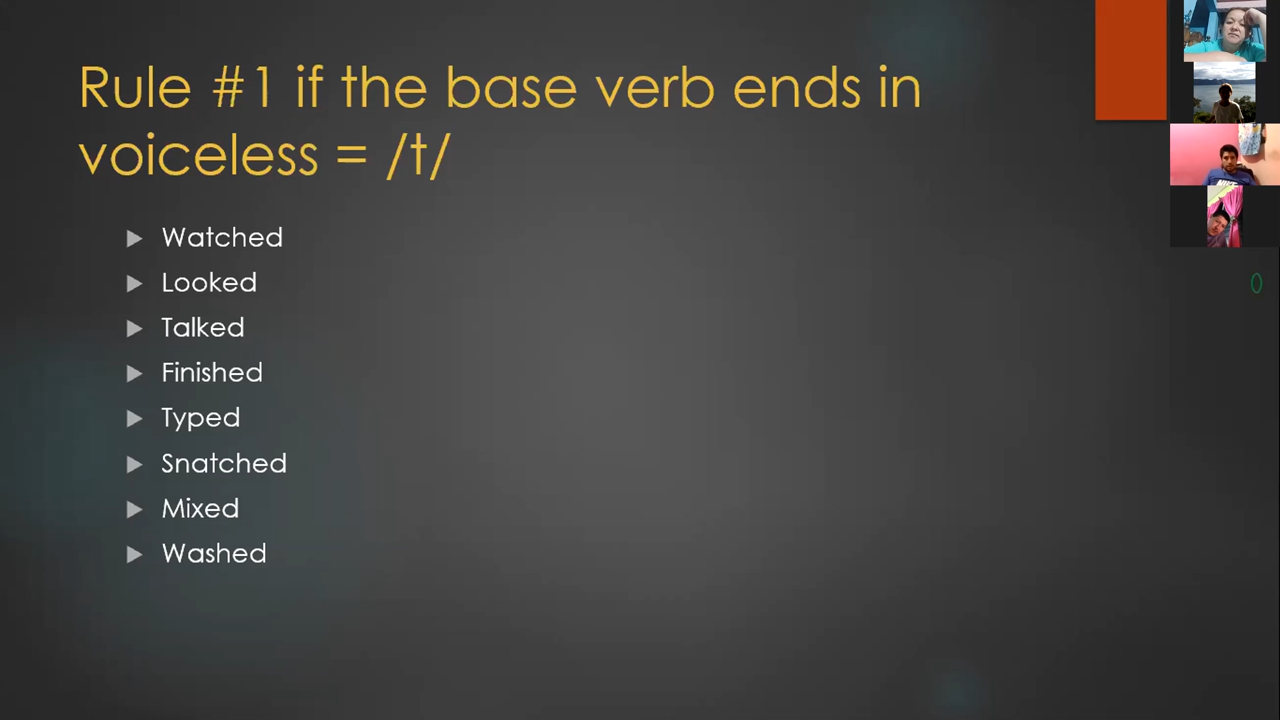 Rule #1 if the base verb ends in
voiceless = /t/
Watched
Looked
Talked
Finished
Typed
Snatched
Mixed
Washed